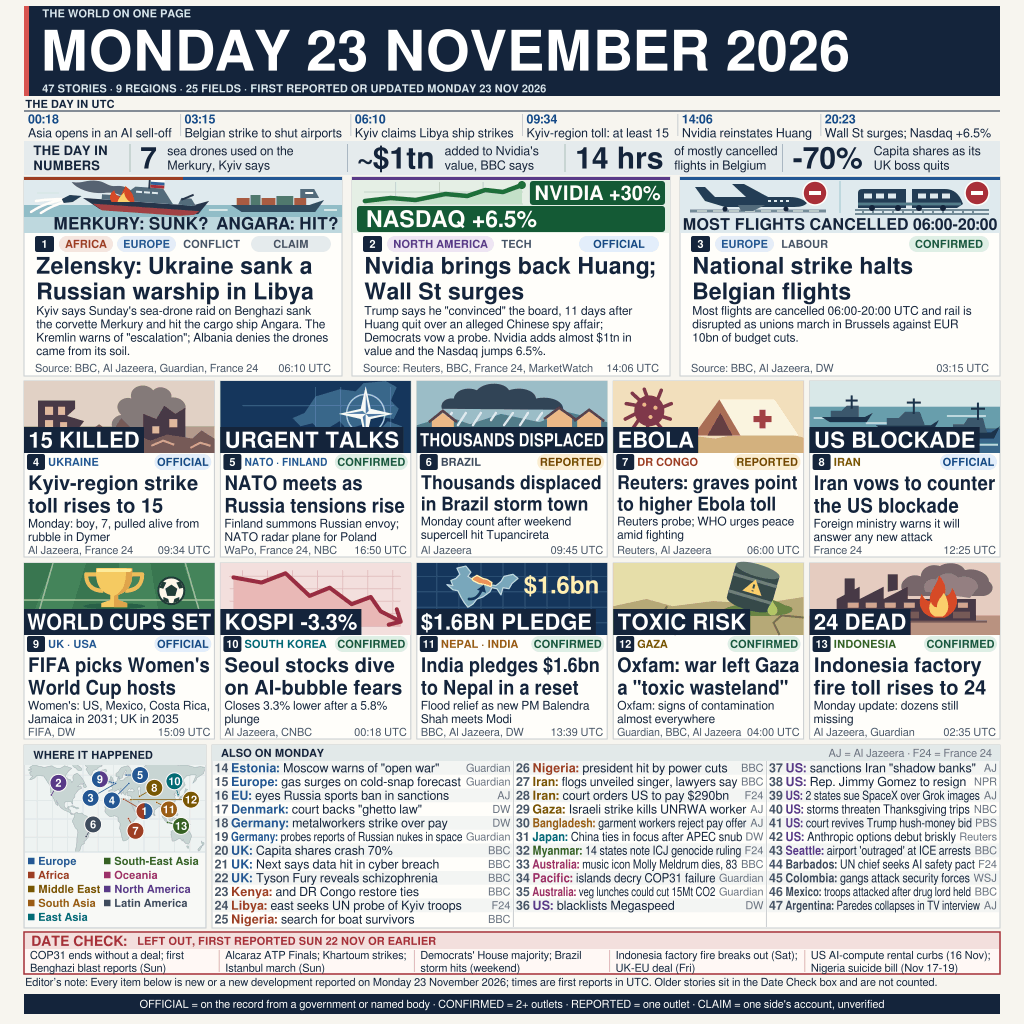 THE WORLD ON ONE PAGE
MONDAY 23 NOVEMBER 2026
47 STORIES · 9 REGIONS · 25 FIELDS · FIRST REPORTED OR UPDATED MONDAY 23 NOV 2026
THE DAY IN UTC
00:18
Asia opens in an AI sell-off
03:15
Belgian strike to shut airports
06:10
Kyiv claims Libya ship strikes
09:34
Kyiv-region toll: at least 15
14:06
Nvidia reinstates Huang
20:23
Wall St surges; Nasdaq +6.5%
THE DAY IN
NUMBERS
7
sea drones used on the
Merkury, Kyiv says
~$1tn
added to Nvidia's
value, BBC says
14 hrs
of mostly cancelled
flights in Belgium
-70%
Capita shares as its
UK boss quits
MERKURY: SUNK? ANGARA: HIT?
1 AFRICA EUROPE CONFLICT CLAIM
Zelensky: Ukraine sank a
Russian warship in Libya
Kyiv says Sunday's sea-drone raid on Benghazi sank
the corvette Merkury and hit the cargo ship Angara. The
Kremlin warns of "escalation"; Albania denies the drones
came from its soil.
Source: BBC, Al Jazeera, Guardian, France 24 06:10 UTC
NVIDIA +30%
NASDAQ +6.5%
2 NORTH AMERICA TECH OFFICIAL
Nvidia brings back Huang;
Wall St surges
Trump says he "convinced" the board, 11 days after
Huang quit over an alleged Chinese spy affair;
Democrats vow a probe. Nvidia adds almost $1tn in
value and the Nasdaq jumps 6.5%.
Source: Reuters, BBC, France 24, MarketWatch 14:06 UTC
MOST FLIGHTS CANCELLED 06:00-20:00
3 EUROPE LABOUR CONFIRMED
National strike halts
Belgian flights
Most flights are cancelled 06:00-20:00 UTC and rail is
disrupted as unions march in Brussels against EUR
10bn of budget cuts.
Source: BBC, Al Jazeera, DW 03:15 UTC
15 KILLED
4 UKRAINE OFFICIAL
Kyiv-region strike
toll rises to 15
Monday: boy, 7, pulled alive from
rubble in Dymer
Al Jazeera, France 24 09:34 UTC
URGENT TALKS
5 NATO · FINLAND CONFIRMED
NATO meets as
Russia tensions rise
Finland summons Russian envoy;
NATO radar plane for Poland
WaPo, France 24, NBC 16:50 UTC
THOUSANDS DISPLACED
6 BRAZIL REPORTED
Thousands displaced
in Brazil storm town
Monday count after weekend
supercell hit Tupancireta
Al Jazeera 09:45 UTC
EBOLA
7 DR CONGO REPORTED
Reuters: graves point
to higher Ebola toll
Reuters probe; WHO urges peace
amid fighting
Reuters, Al Jazeera 06:00 UTC
US BLOCKADE
8 IRAN OFFICIAL
Iran vows to counter
the US blockade
Foreign ministry warns it will
answer any new attack
France 24 12:25 UTC
WORLD CUPS SET
9 UK · USA OFFICIAL
FIFA picks Women's
World Cup hosts
Women's: US, Mexico, Costa Rica,
Jamaica in 2031; UK in 2035
FIFA, DW 15:09 UTC
KOSPI -3.3%
10 SOUTH KOREA CONFIRMED
Seoul stocks dive
on AI-bubble fears
Closes 3.3% lower after a 5.8%
plunge
Al Jazeera, CNBC 00:18 UTC
$1.6bn
$1.6BN PLEDGE
11 NEPAL · INDIA CONFIRMED
India pledges $1.6bn
to Nepal in a reset
Flood relief as new PM Balendra
Shah meets Modi
BBC, Al Jazeera, DW 13:39 UTC
TOXIC RISK
12 GAZA CONFIRMED
Oxfam: war left Gaza
a "toxic wasteland"
Oxfam: signs of contamination
almost everywhere
Guardian, BBC, Al Jazeera 04:00 UTC
24 DEAD
13 INDONESIA CONFIRMED
Indonesia factory
fire toll rises to 24
Monday update: dozens still
missing
Al Jazeera, Guardian 02:35 UTC
WHERE IT HAPPENED
2 9 5 8 10 3 4 12 1 11 6 7 13
Europe
Africa
Middle East
South Asia
East Asia
South-East Asia
Oceania
North America
Latin America
ALSO ON MONDAY
AJ = Al Jazeera · F24 = France 24
14 Estonia: Moscow warns of "open war" Guardian
15 Europe: gas surges on cold-snap forecast Guardian
16 EU: eyes Russia sports ban in sanctions AJ
17 Denmark: court backs "ghetto law" DW
18 Germany: metalworkers strike over pay DW
19 Germany: probes reports of Russian nukes in space Guardian
20 UK: Capita shares crash 70% BBC
21 UK: Next says data hit in cyber breach BBC
22 UK: Tyson Fury reveals schizophrenia BBC
23 Kenya: and DR Congo restore ties BBC
24 Libya: east seeks UN probe of Kyiv troops F24
25 Nigeria: search for boat survivors BBC
26 Nigeria: president hit by power cuts BBC
27 Iran: flogs unveiled singer, lawyers say BBC
28 Iran: court orders US to pay $290bn F24
29 Gaza: Israeli strike kills UNRWA worker AJ
30 Bangladesh: garment workers reject pay offer AJ
31 Japan: China ties in focus after APEC snub DW
32 Myanmar: 14 states note ICJ genocide ruling F24
33 Australia: music icon Molly Meldrum dies, 83 BBC
34 Pacific: islands decry COP31 failure Guardian
35 Australia: veg lunches could cut 15Mt CO2 Guardian
36 US: blacklists Megaspeed DW
37 US: sanctions Iran "shadow banks" AJ
38 US: Rep. Jimmy Gomez to resign NPR
39 US: 2 states sue SpaceX over Grok images AJ
40 US: storms threaten Thanksgiving trips NBC
41 US: court revives Trump hush-money bid PBS
42 US: Anthropic options debut briskly Reuters
43 Seattle: airport 'outraged' at ICE arrests BBC
44 Barbados: UN chief seeks AI safety pact F24
45 Colombia: gangs attack security forces WSJ
46 Mexico: troops attacked after drug lord held BBC
47 Argentina: Paredes collapses in TV interview AJ
DATE CHECK: LEFT OUT, FIRST REPORTED SUN 22 NOV OR EARLIER
COP31 ends without a deal; first
Benghazi blast reports (Sun)
Alcaraz ATP Finals; Khartoum strikes;
Istanbul march (Sun)
Democrats' House majority; Brazil
storm hits (weekend)
Indonesia factory fire breaks out (Sat);
UK-EU deal (Fri)
US AI-compute rental curbs (16 Nov);
Nigeria suicide bill (Nov 17-19)
Editor's note: Every item below is new or a new development reported on Monday 23 November 2026; times are first reports in UTC. Older stories sit in the Date Check box and are not counted.
OFFICIAL = on the record from a government or named body · CONFIRMED = 2+ outlets · REPORTED = one outlet · CLAIM = one side's account, unverified